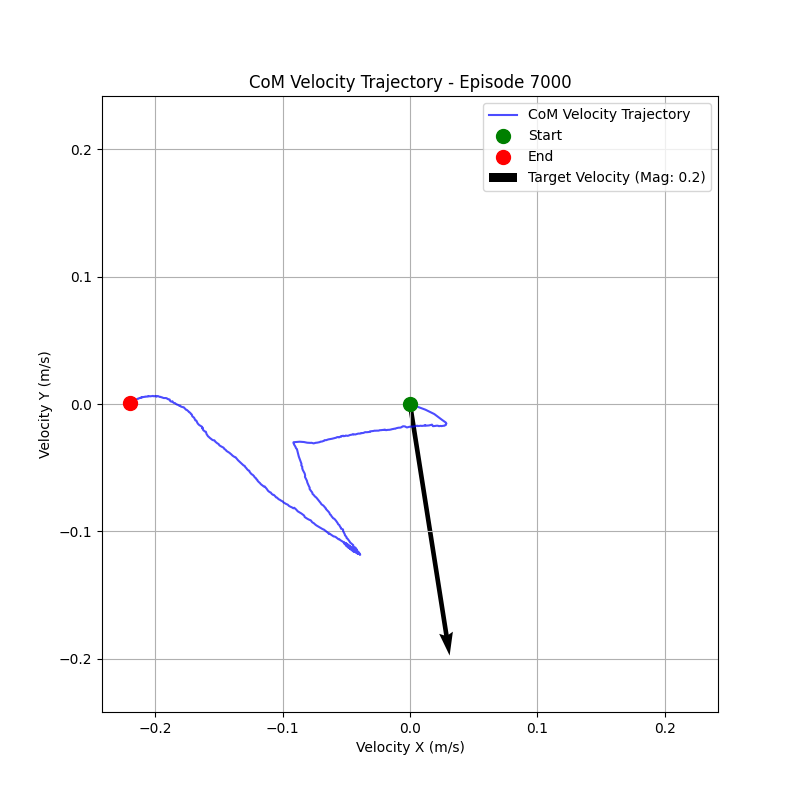 CoM Velocity Trajectory - Episode 7000
CoM Velocity Trajectory
Start
End
Target Velocity (Mag: 0.2)
0.2
0.1
0.0
−0.1
−0.2
Velocity Y (m/s)
−0.2
−0.1
0.0
0.1
0.2
Velocity X (m/s)